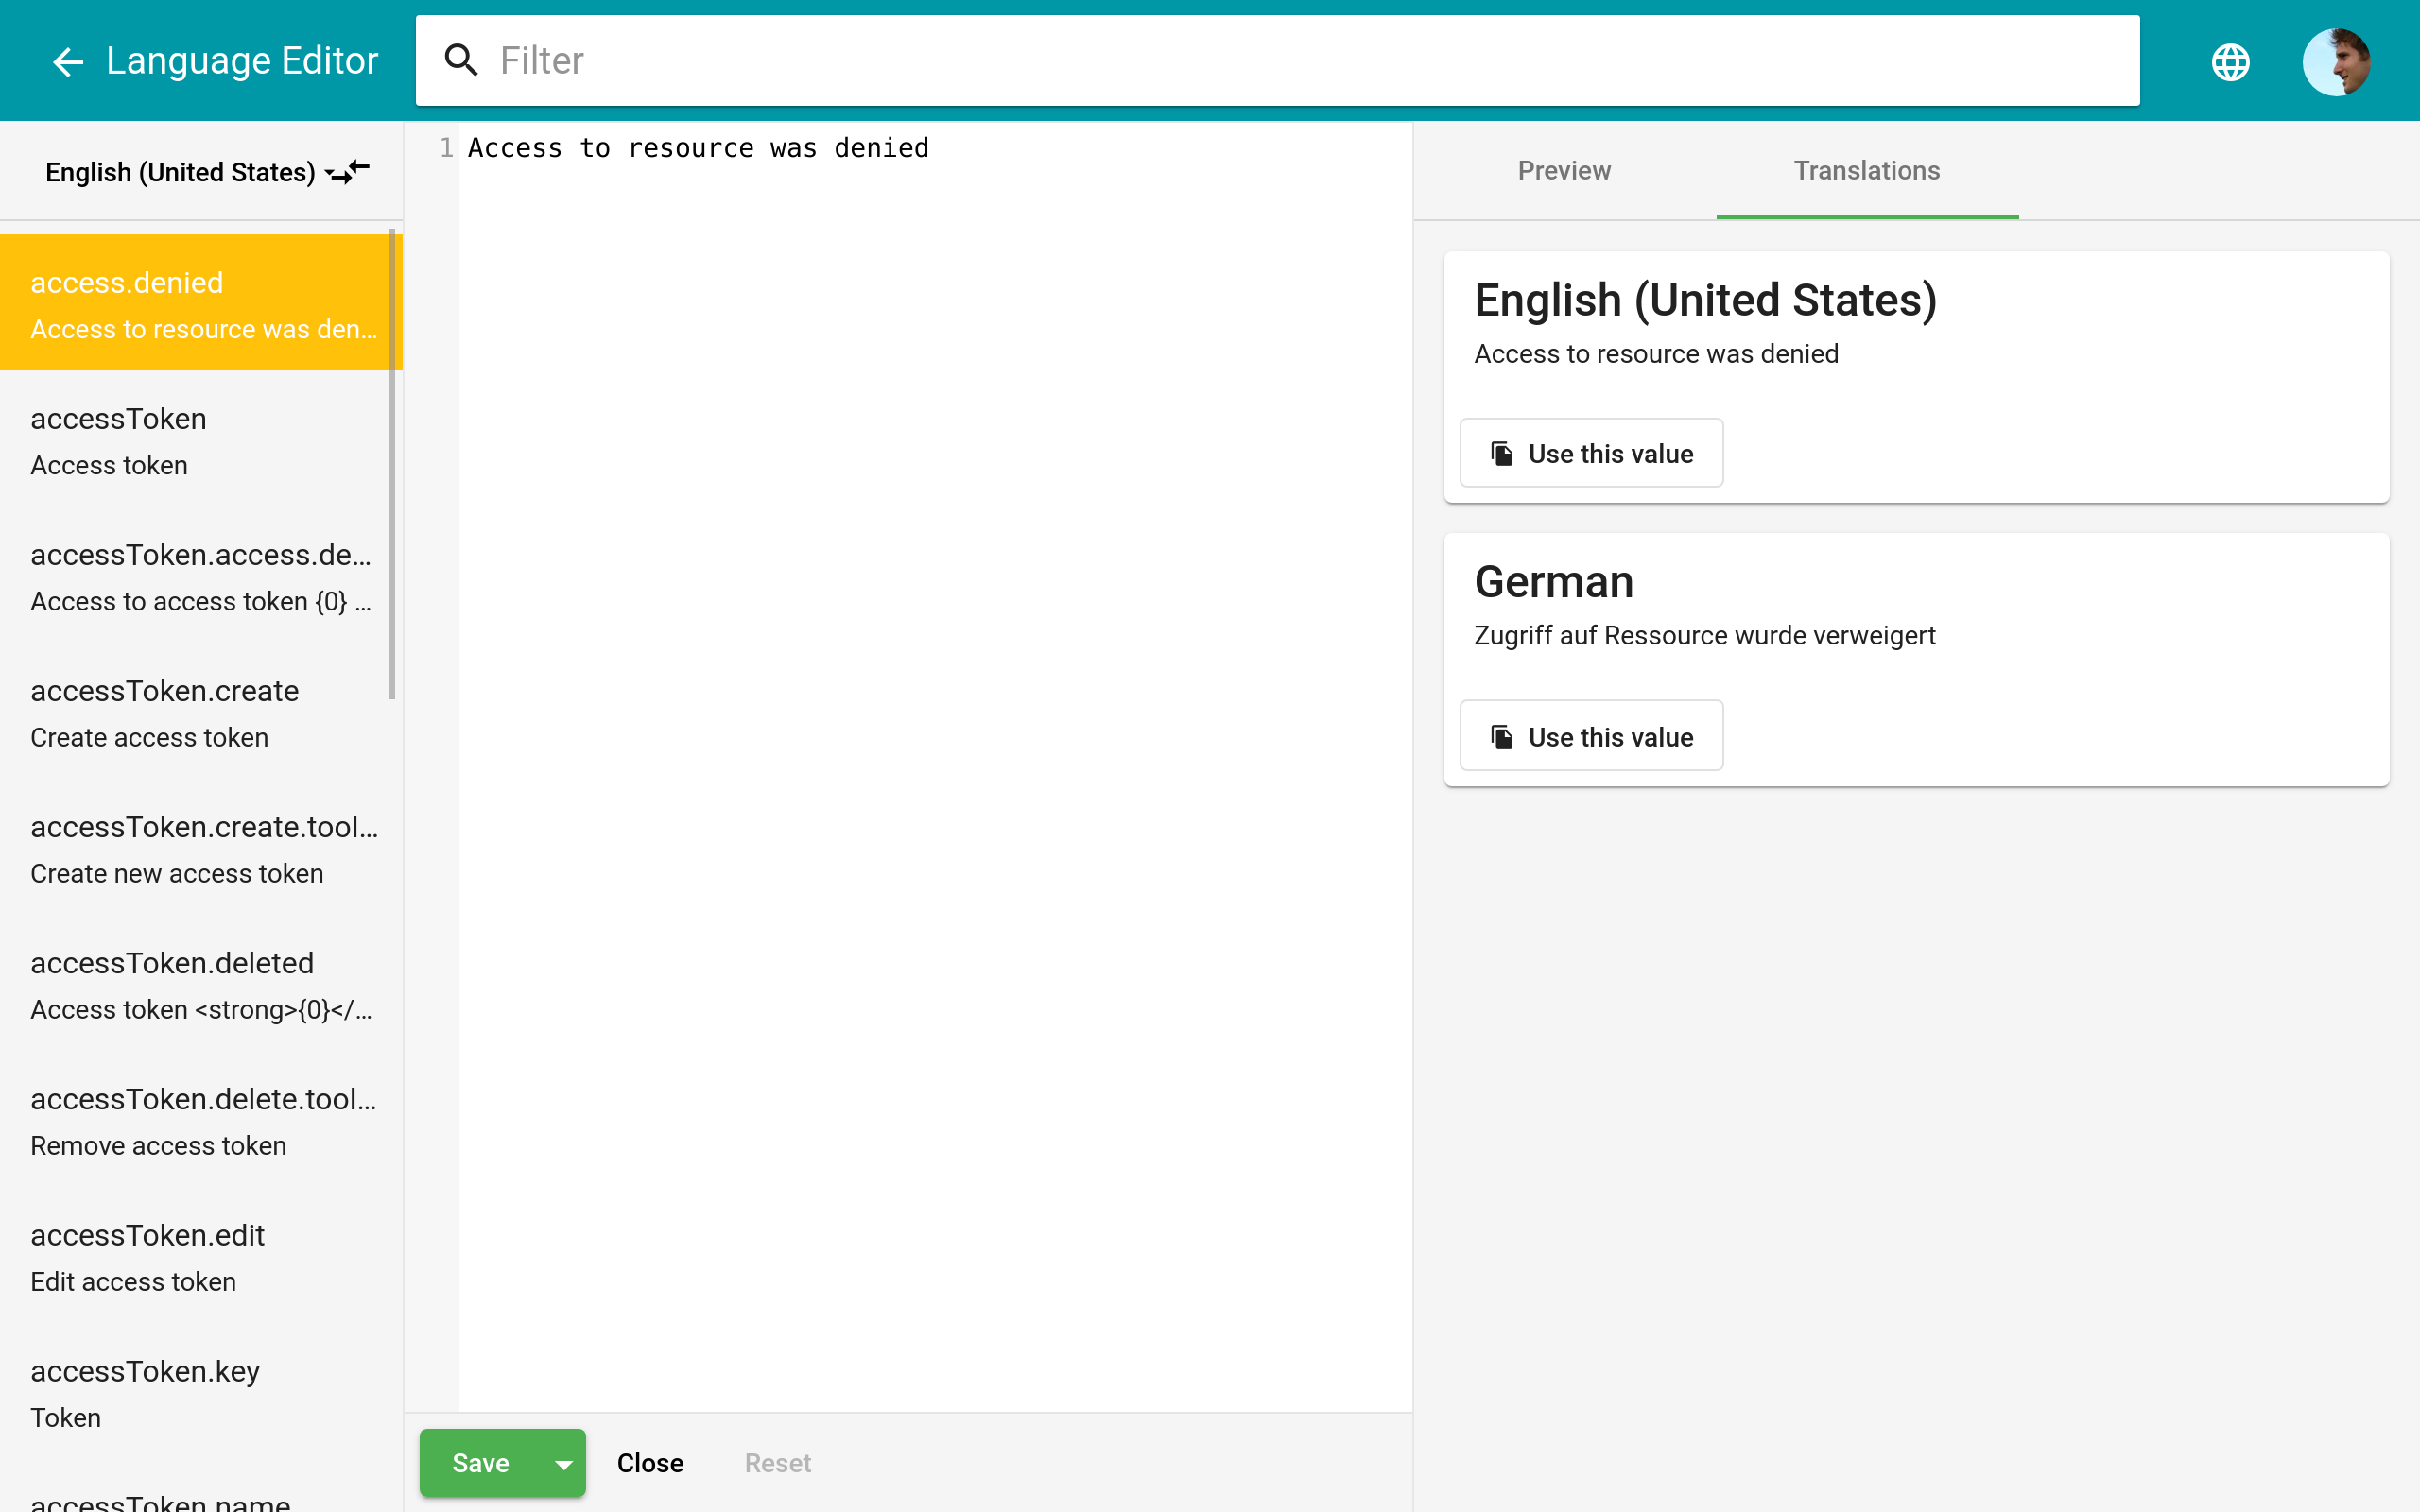 Language Editor
Filter
English (United States)
access.denied
Access to resource was den...
accessToken
Access token
accessToken.access.de...
Access to access token {0} ...
accessToken.create
Create access token
accessToken.create.tool...
Create new access token
accessToken.deleted
Access token <strong>{0}</...
accessToken.delete.tool...
Remove access token
accessToken.edit
Edit access token
accessToken.key
Token
accessToken.name
1 Access to resource was denied
Save
Close
Reset
Preview
Translations
English (United States)
Access to resource was denied
Use this value
German
Zugriff auf Ressource wurde verweigert
Use this value